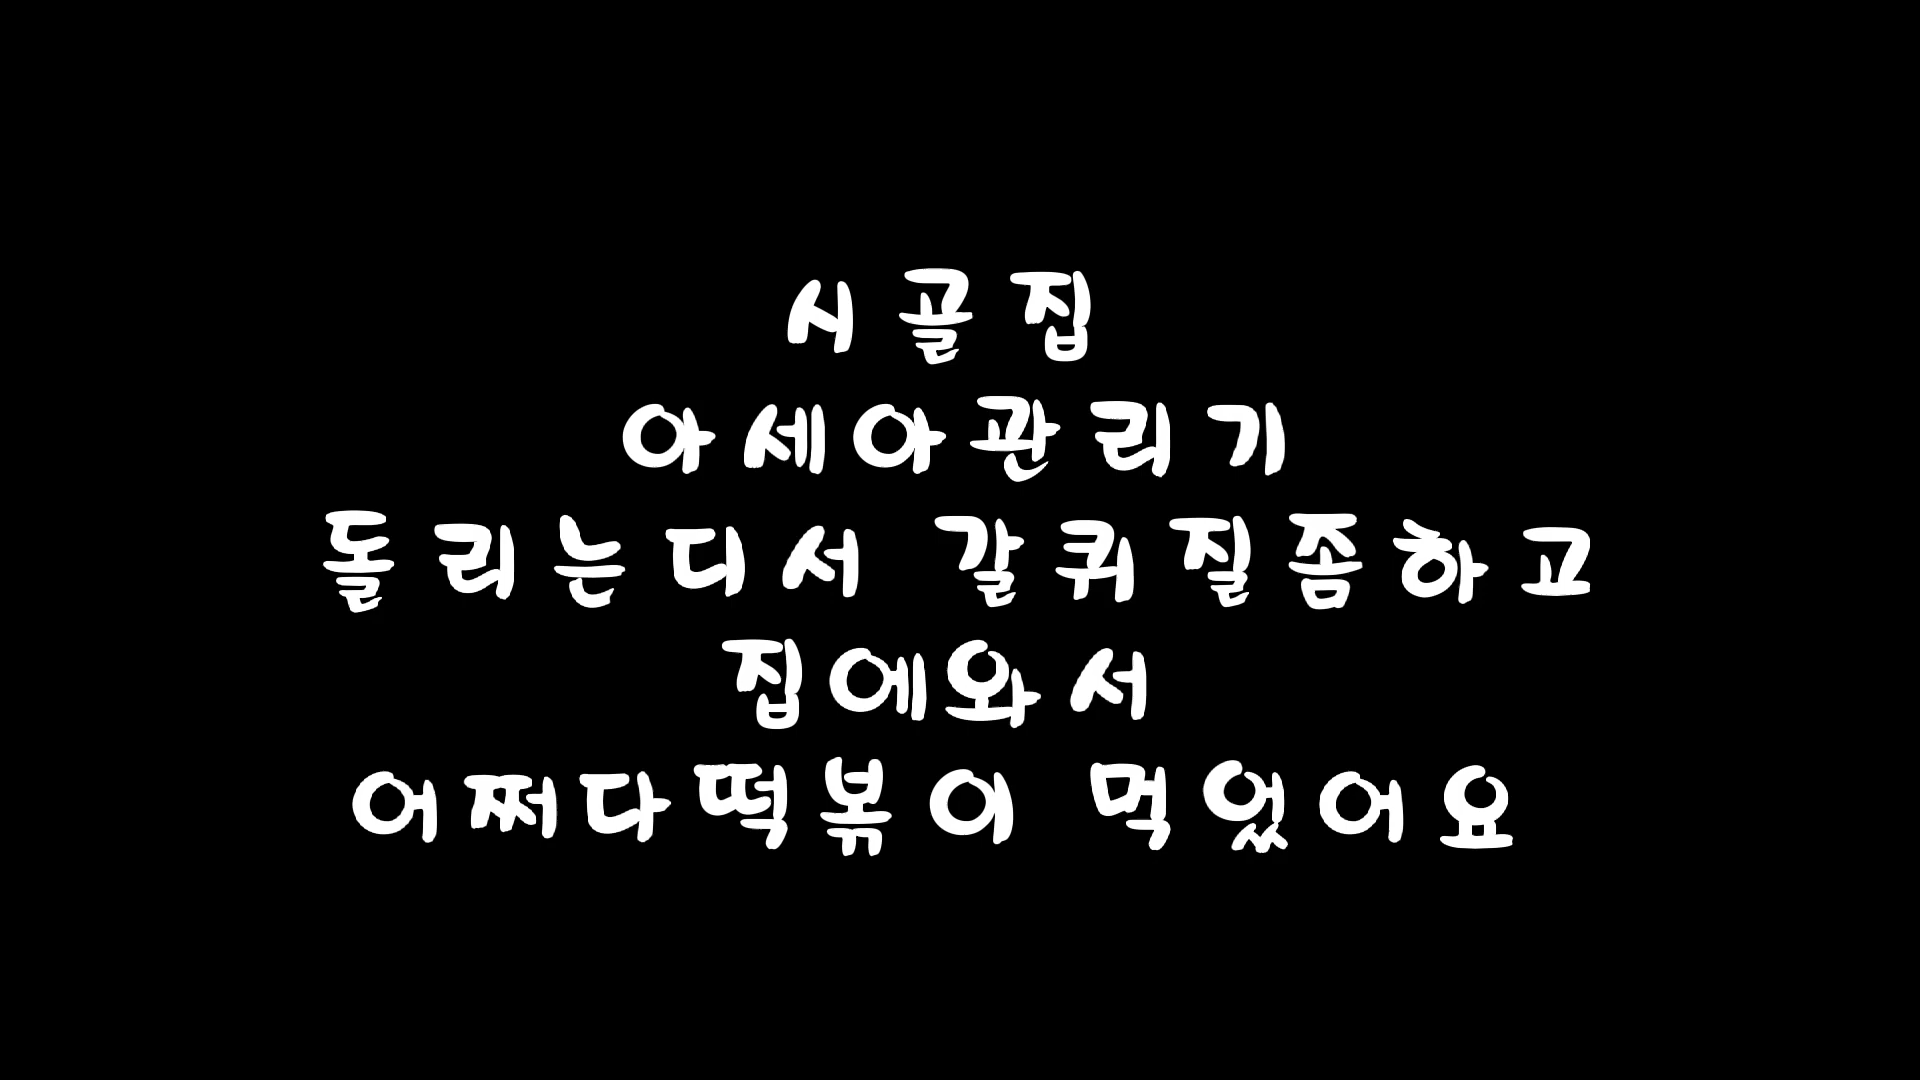 시골집
아세아관리기
돌리는디서 갈퀴질좀하고
집에와서
어쩌다떡볶이 먹었어요